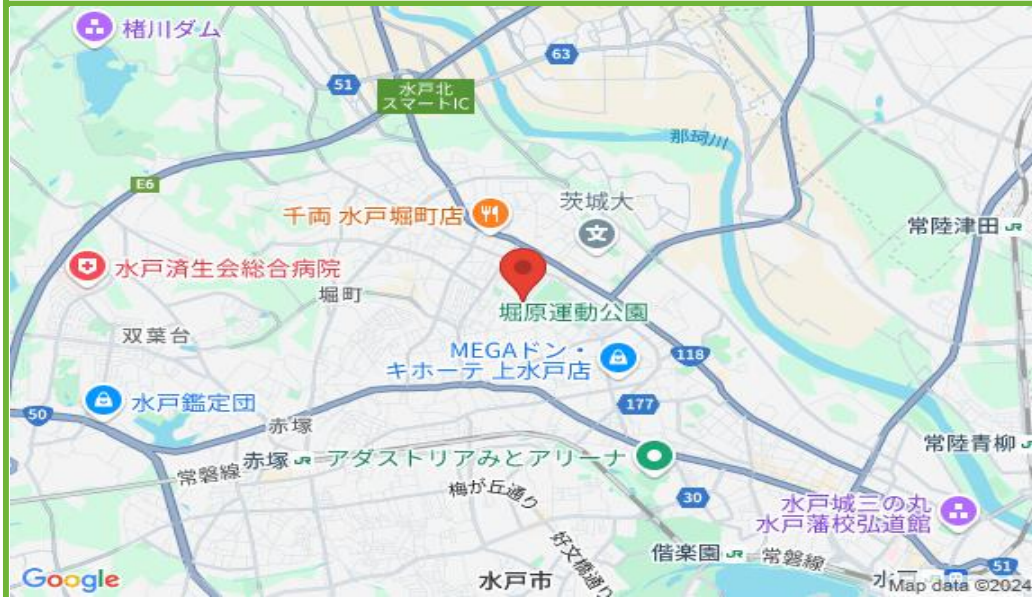 楮川ダム
63
51
水戸北
スマートIC
那珂川
E6
千両 水戸堀町店
茨城大
文
常陸津田
JR
水戸済生会総合病院
堀町
堀原運動公園
双葉台
MEGAドン・
キホーテ 上水戸店
118
水戸鑑定団
50
177
赤塚
常陸青柳
赤塚
JR
アダストリアみとアリーナ
常磐線
梅が丘通り
30
水戸城三の丸
水戸藩校弘道館
好文橋通り
偕楽園
JR
常磐線
51
Google
水戸市
水戸
Map data ©2024